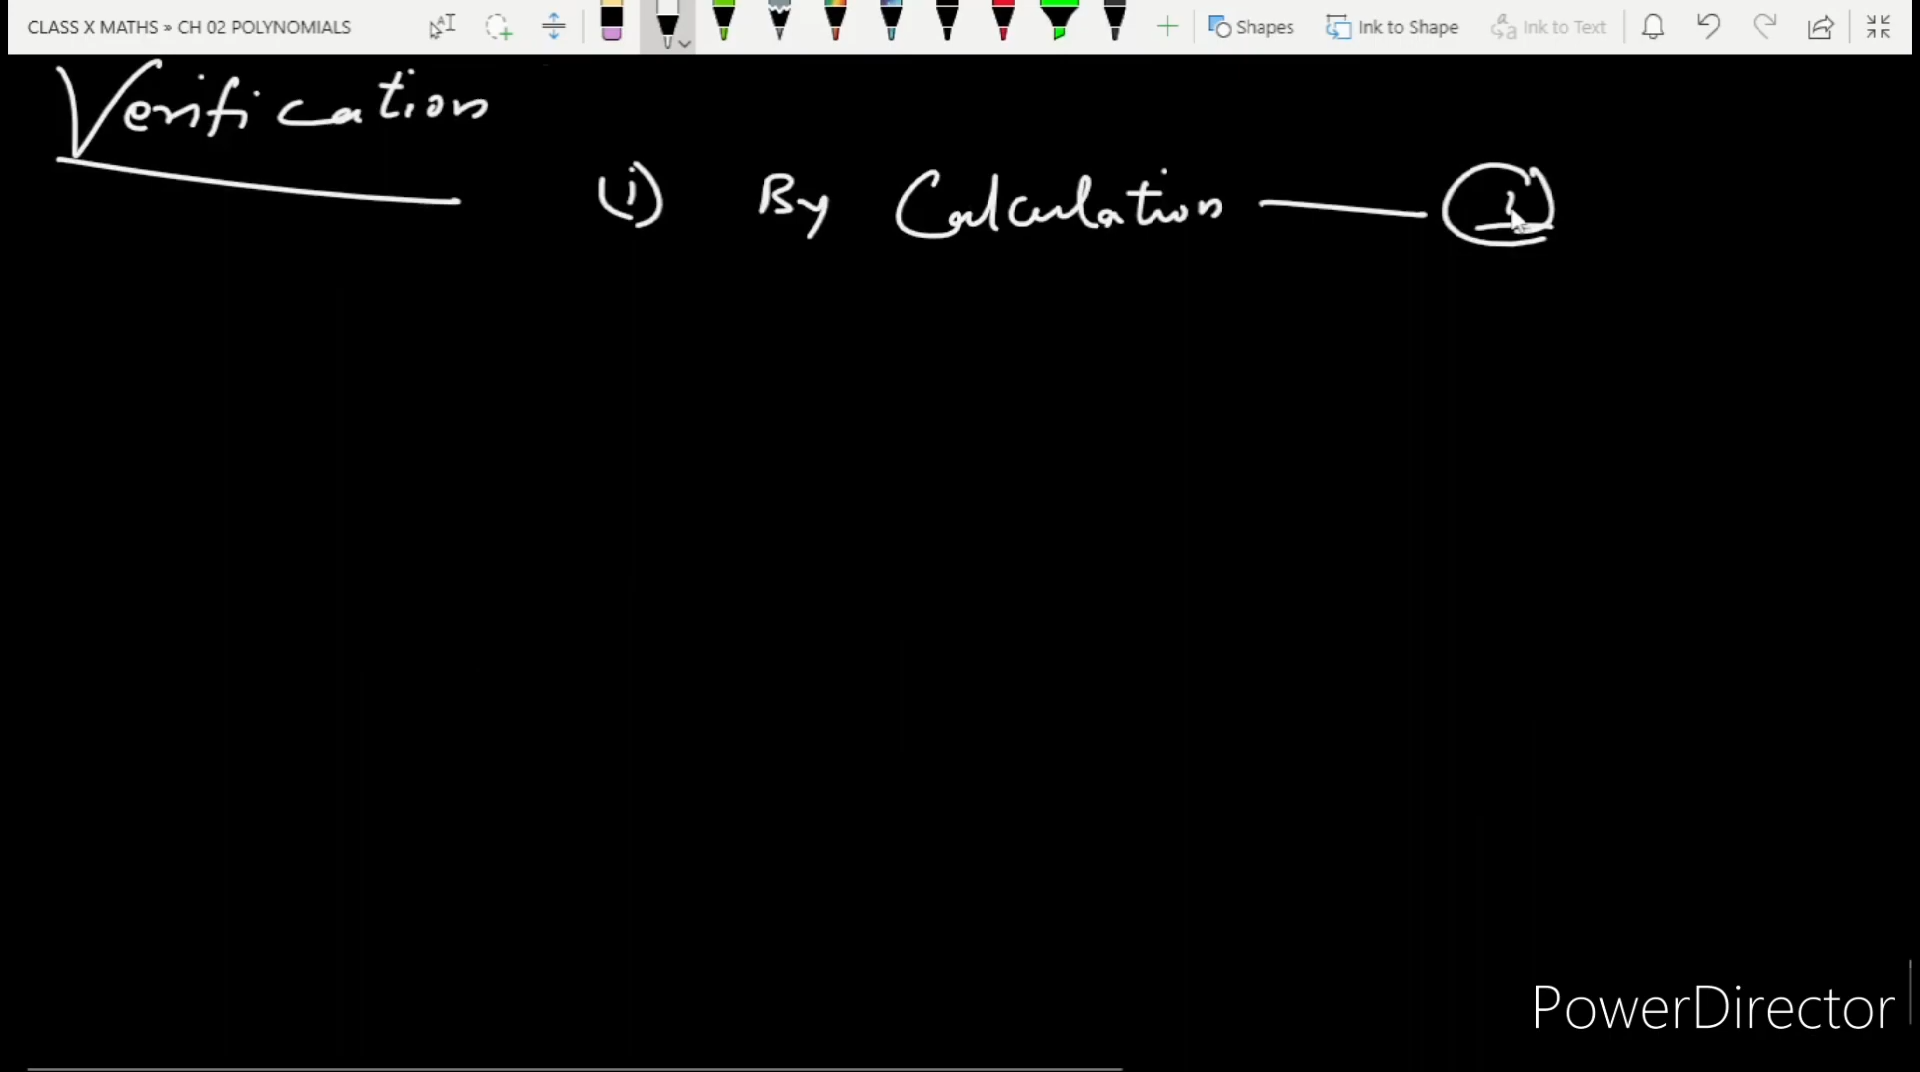 CLASS X MATHS » CH 02 POLYNOMIALS
Shapes
Ink to Shape
Ink to Text
Verification
(i) By Calculation
PowerDirector